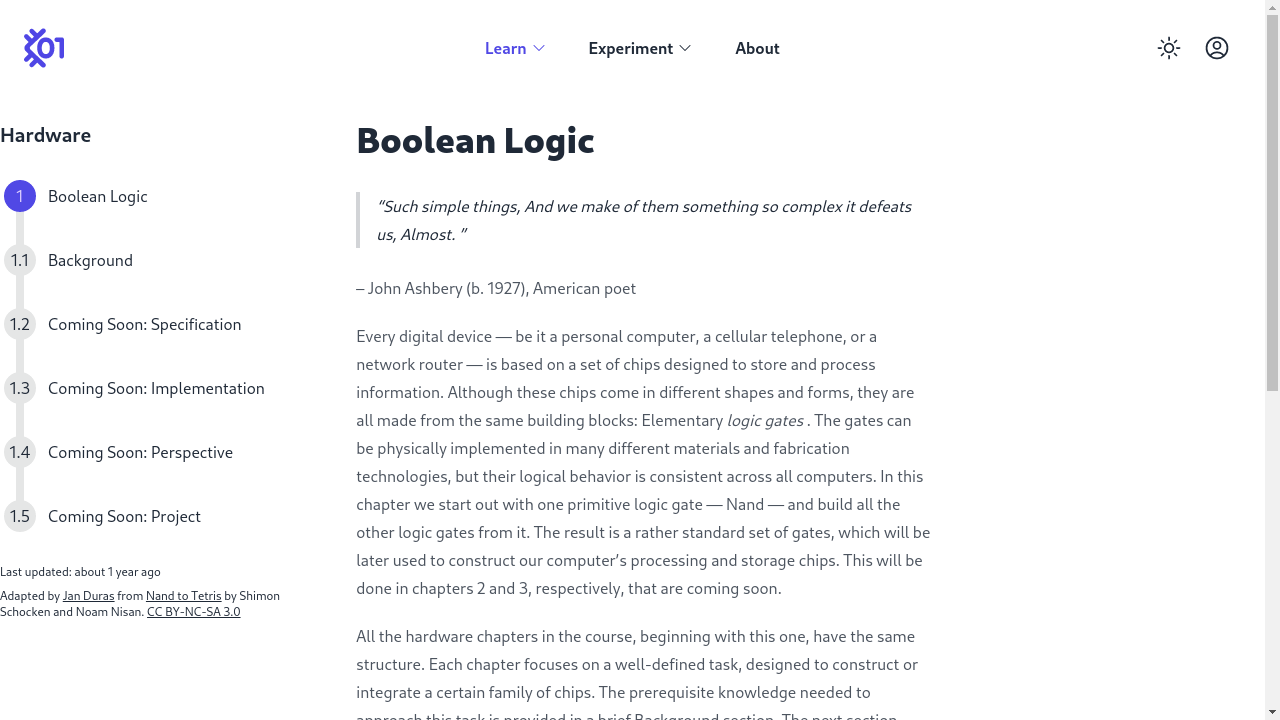 01
Learn
Experiment
About
Hardware
1 Boolean Logic
1.1 Background
1.2 Coming Soon: Specification
1.3 Coming Soon: Implementation
1.4 Coming Soon: Perspective
1.5 Coming Soon: Project
Last updated: about 1 year ago
Adapted by Jan Duras from Nand to Tetris by Shimon
Schocken and Noam Nisan. CC BY-NC-SA 3.0
Boolean Logic
“Such simple things, And we make of them something so complex it defeats
us, Almost. ”
– John Ashbery (b. 1927), American poet
Every digital device — be it a personal computer, a cellular telephone, or a
network router — is based on a set of chips designed to store and process
information. Although these chips come in different shapes and forms, they are
all made from the same building blocks: Elementary logic gates . The gates can
be physically implemented in many different materials and fabrication
technologies, but their logical behavior is consistent across all computers. In this
chapter we start out with one primitive logic gate — Nand — and build all the
other logic gates from it. The result is a rather standard set of gates, which will be
later used to construct our computer’s processing and storage chips. This will be
done in chapters 2 and 3, respectively, that are coming soon.
All the hardware chapters in the course, beginning with this one, have the same
structure. Each chapter focuses on a well-defined task, designed to construct or
integrate a certain family of chips. The prerequisite knowledge needed to
approach this task is provided in a brief Background section. The next section